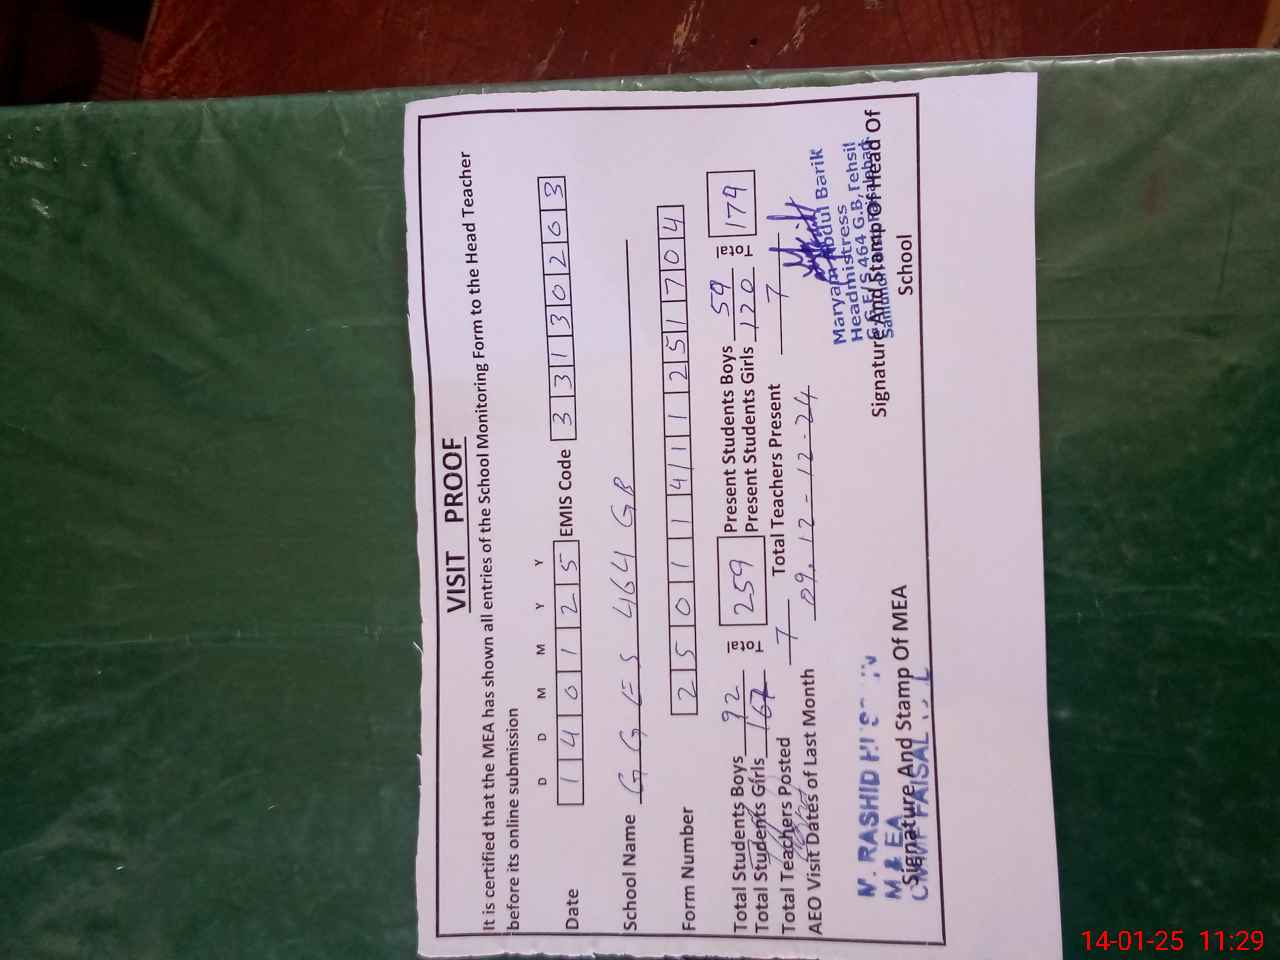 VISIT PROOF
It is certified that the MEA has shown all entries of the School Monitoring Form to the Head Teacher
before its online submission
D D M M Y Y
Date 1 4 0 1 2 5 EMIS Code 3 3 1 3 0 2 6 3
School Name G G E S 464 GB
Form Number 2 5 0 1 1 4 1 1 2 5 1 7 0 4
Total Students Boys 92 Total 259 Present Students Boys 59 Total 179
Total Students Girls 167 Present Students Girls 120
Total Teachers Posted 7 Total Teachers Present 7
AEO Visit Dates of Last Month 09.12 - 12-24
Maryam Abdul Barik
Headmistress
G.G.E/S 464 G.B, Tehsil
M. RASHID
M & EA
FAISAL
Signature And Stamp Of MEA
Signature And Stamp Of Head Of
School
14-01-25 11:29